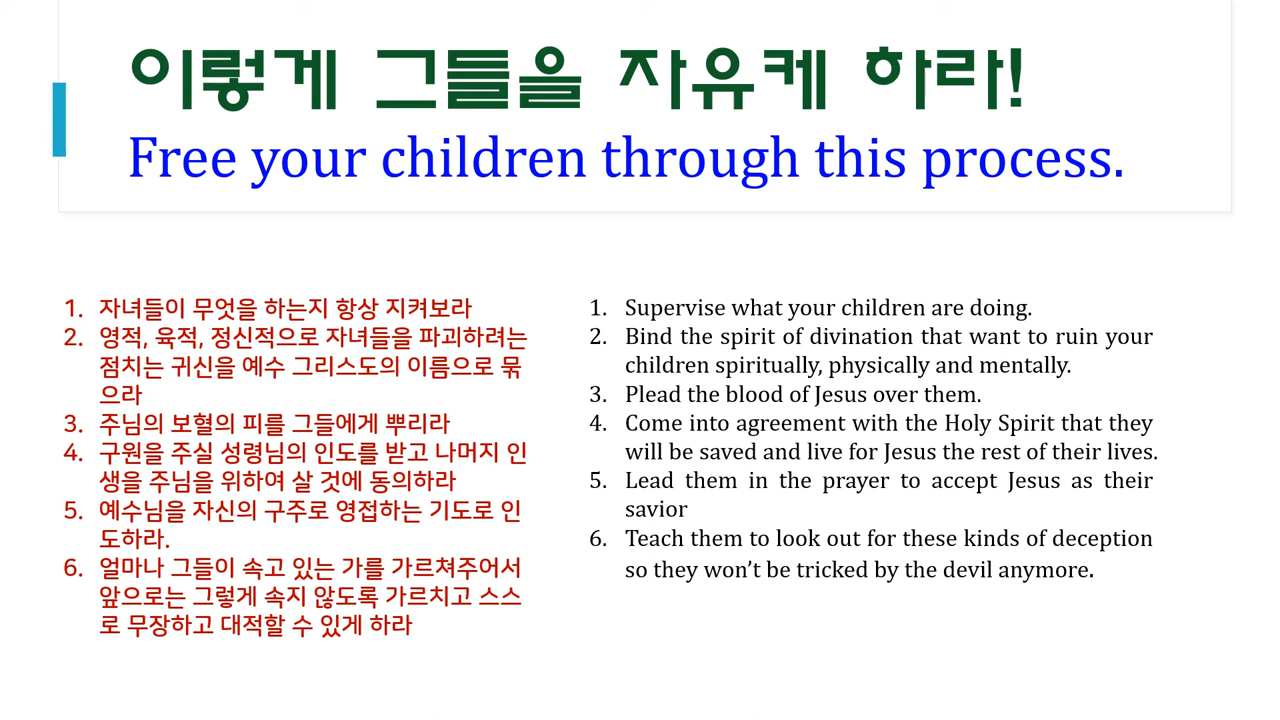 이렇게 그들을 자유케 하라!
Free your children through this process.
1. 자녀들이 무엇을 하는지 항상 지켜보라
2. 영적, 육적, 정신적으로 자녀들을 파괴하려는
점치는 귀신을 예수 그리스도의 이름으로 묶
으라
3. 주님의 보혈의 피를 그들에게 뿌리라
4. 구원을 주실 성령님의 인도를 받고 나머지 인
생을 주님을 위하여 살 것에 동의하라
5. 예수님을 자신의 구주로 영접하는 기도로 인
도하라.
6. 얼마나 그들이 속고 있는 가를 가르쳐주어서
앞으로는 그렇게 속지 않도록 가르치고 스스
로 무장하고 대적할 수 있게 하라
1. Supervise what your children are doing.
2. Bind the spirit of divination that want to ruin your
children spiritually, physically and mentally.
3. Plead the blood of Jesus over them.
4. Come into agreement with the Holy Spirit that they
will be saved and live for Jesus the rest of their lives.
5. Lead them in the prayer to accept Jesus as their
savior
6. Teach them to look out for these kinds of deception
so they won’t be tricked by the devil anymore.